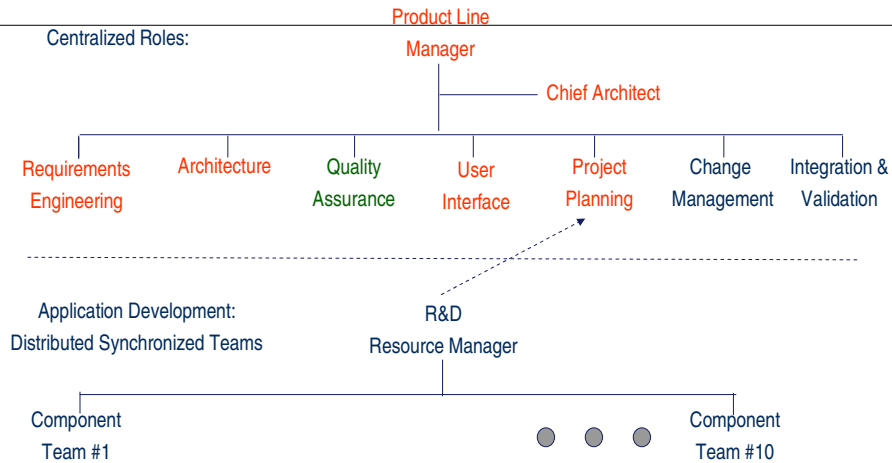 Product Line
Manager
Centralized Roles:
Chief Architect
Requirements
Engineering
Architecture
Quality
Assurance
User
Interface
Project
Planning
Change
Management
Integration &
Validation
Application Development:
Distributed Synchronized Teams
R&D
Resource Manager
Component
Team #1
Component
Team #10